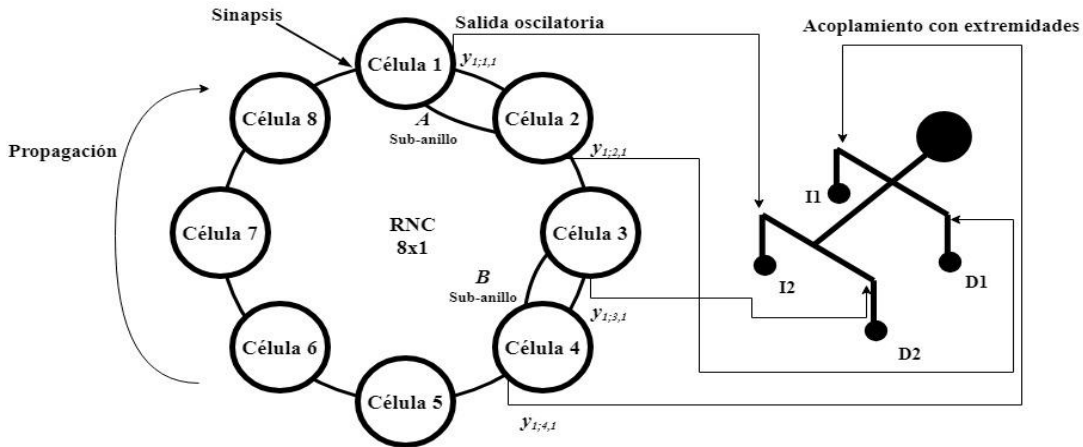 Sinapsis
Salida oscilatoria
Acoplamiento con extremidades
Célula 1
y1;1,1
Célula 8
A
Sub-anillo
Célula 2
y1;2,1
Propagación
I1
Célula 7
RNC
8x1
Célula 3
I2
D1
B
Sub-anillo
y1;3,1
Célula 6
Célula 4
D2
Célula 5
y1;4,1